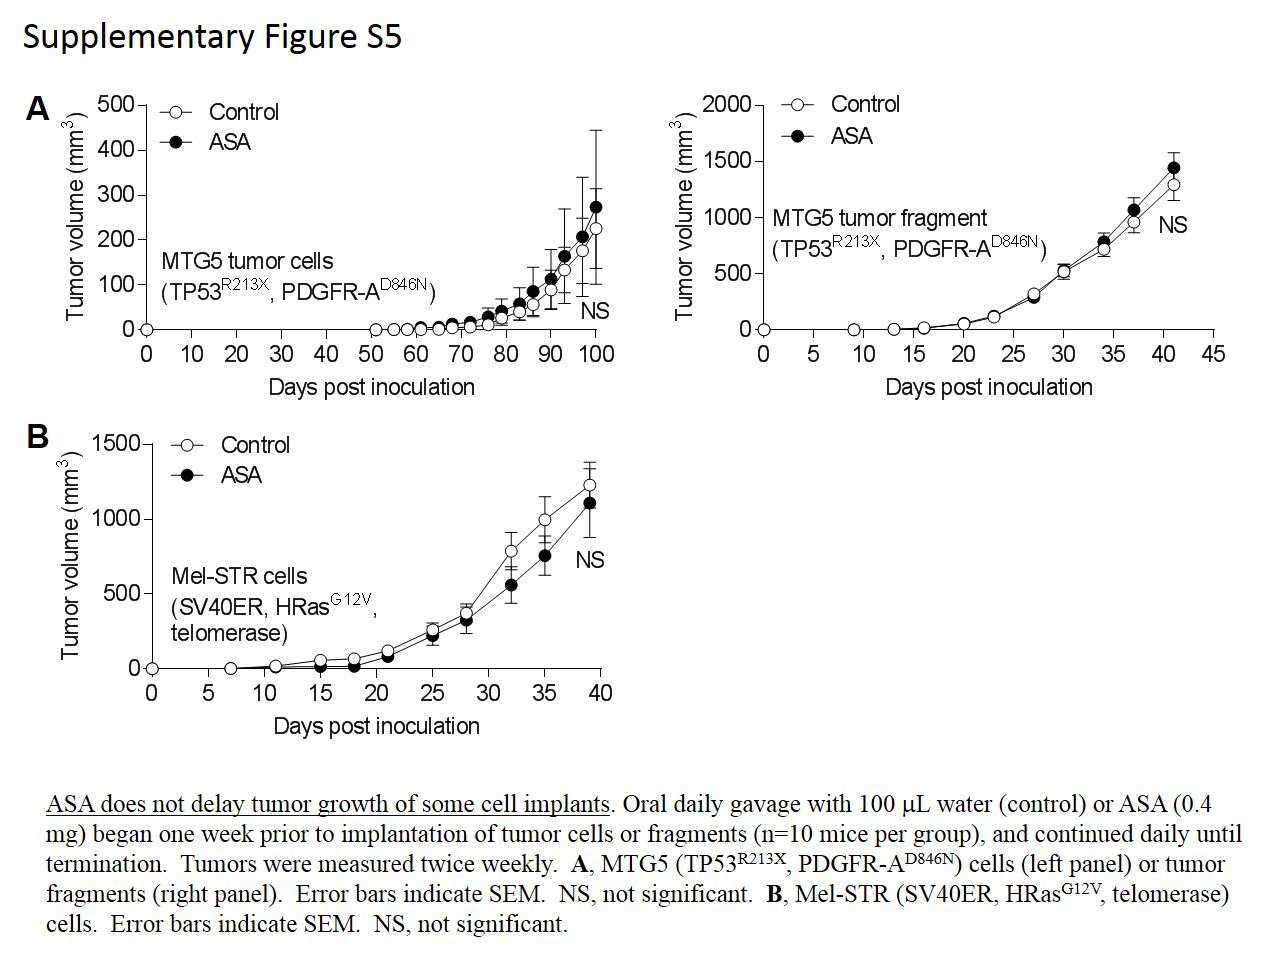 Supplementary Figure S5
A
Tumor volume (mm3)
500
400
300
200
100
0
Control
ASA
MTG5 tumor cells
(TP53R213X, PDGFR-AD846N)
NS
0 10 20 30 40 50 60 70 80 90 100
Days post inoculation
Tumor volume (mm3)
2000
1500
1000
500
0
Control
ASA
MTG5 tumor fragment
(TP53R213X, PDGFR-AD846N)
NS
0 5 10 15 20 25 30 35 40 45
Days post inoculation
B
Tumor volume (mm3)
1500
1000
500
0
Control
ASA
Mel-STR cells
(SV40ER, HRasG12V,
telomerase)
NS
0 5 10 15 20 25 30 35 40
Days post inoculation
ASA does not delay tumor growth of some cell implants. Oral daily gavage with 100 µL water (control) or ASA (0.4
mg) began one week prior to implantation of tumor cells or fragments (n=10 mice per group), and continued daily until
termination. Tumors were measured twice weekly. A, MTG5 (TP53R213X, PDGFR-AD846N) cells (left panel) or tumor
fragments (right panel). Error bars indicate SEM. NS, not significant. B, Mel-STR (SV40ER, HRasG12V, telomerase)
cells. Error bars indicate SEM. NS, not significant.